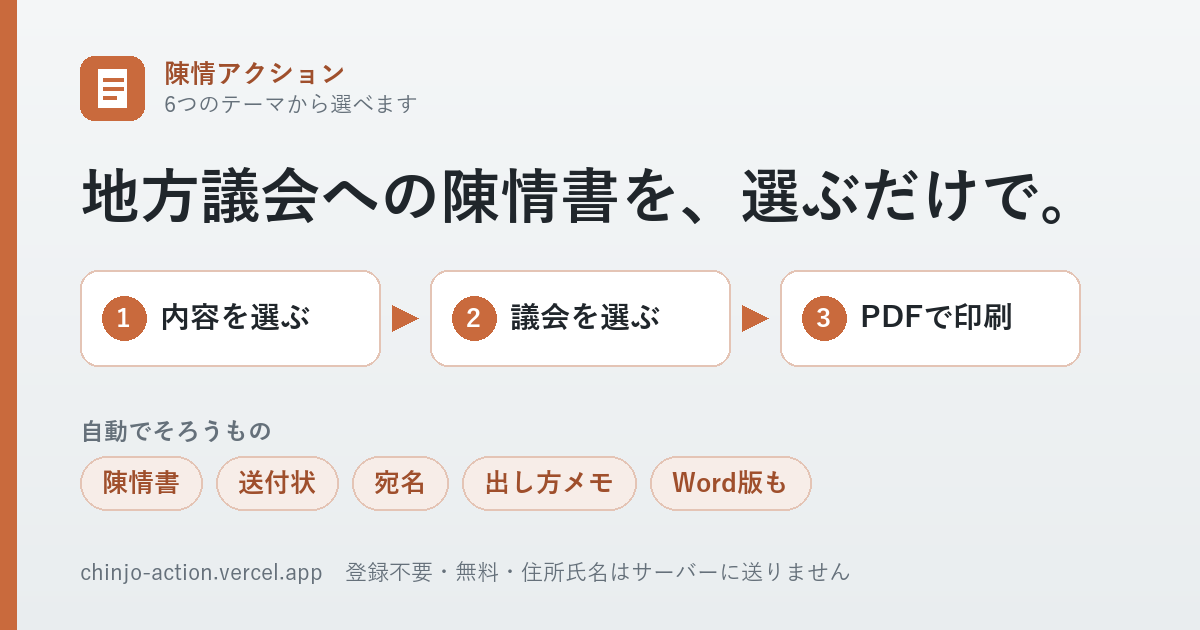 陳情アクション
6つのテーマから選べます
地方議会への陳情書を、選ぶだけで。
1 内容を選ぶ
2 議会を選ぶ
3 PDFで印刷
自動でそろうもの
陳情書 送付状 宛名 出し方メモ Word版も
chinjo-action.vercel.app 登録不要・無料・住所氏名はサーバーに送りません